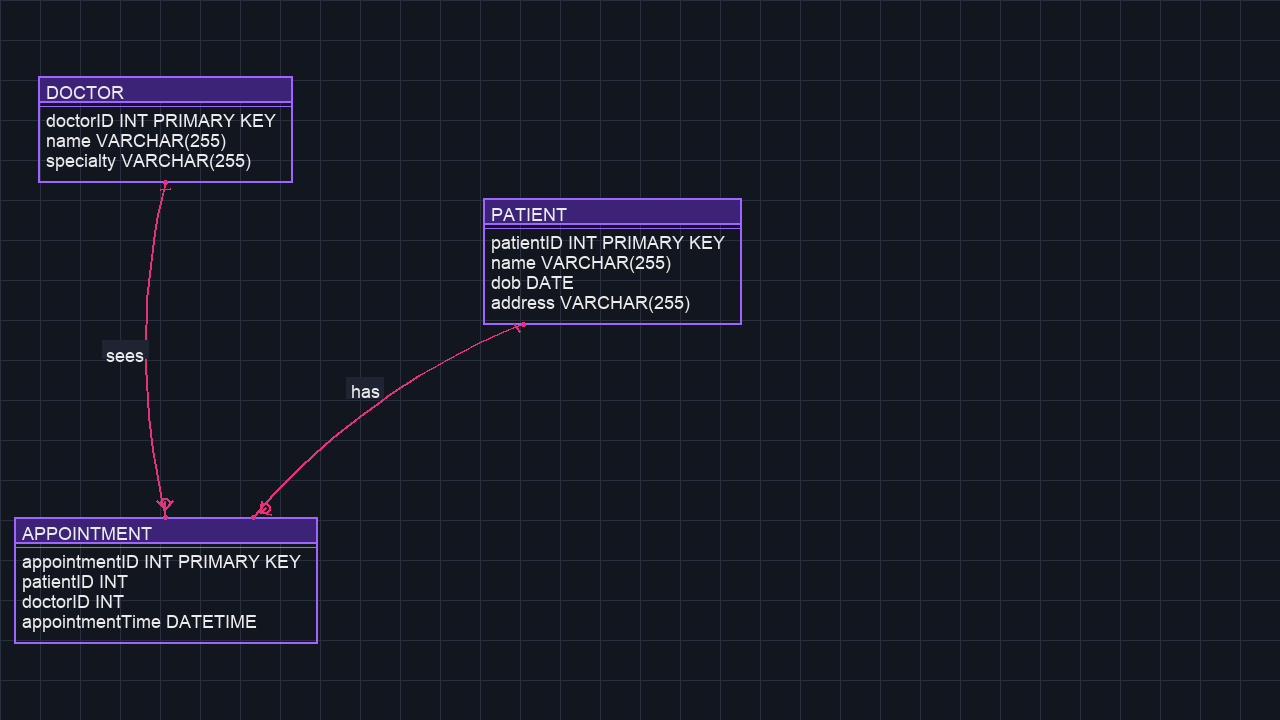 DOCTOR
doctorID INT PRIMARY KEY
name VARCHAR(255)
specialty VARCHAR(255)
PATIENT
patientID INT PRIMARY KEY
name VARCHAR(255)
dob DATE
address VARCHAR(255)
sees
has
APPOINTMENT
appointmentID INT PRIMARY KEY
patientID INT
doctorID INT
appointmentTime DATETIME